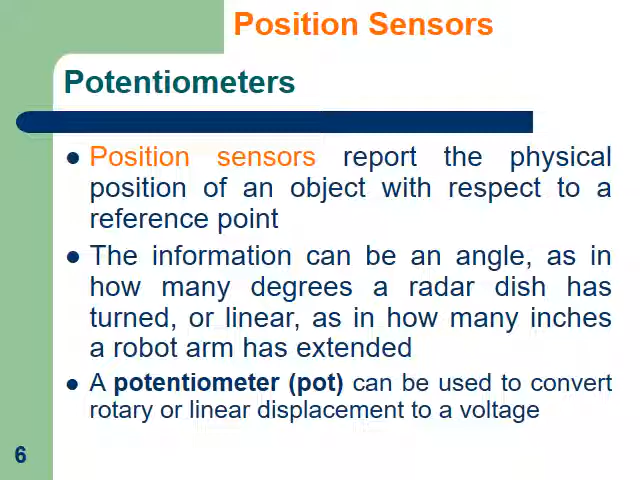 Position Sensors
Potentiometers
● Position sensors report the physical
position of an object with respect to a
reference point
● The information can be an angle, as in
how many degrees a radar dish has
turned, or linear, as in how many inches
a robot arm has extended
● A potentiometer (pot) can be used to convert
rotary or linear displacement to a voltage
6